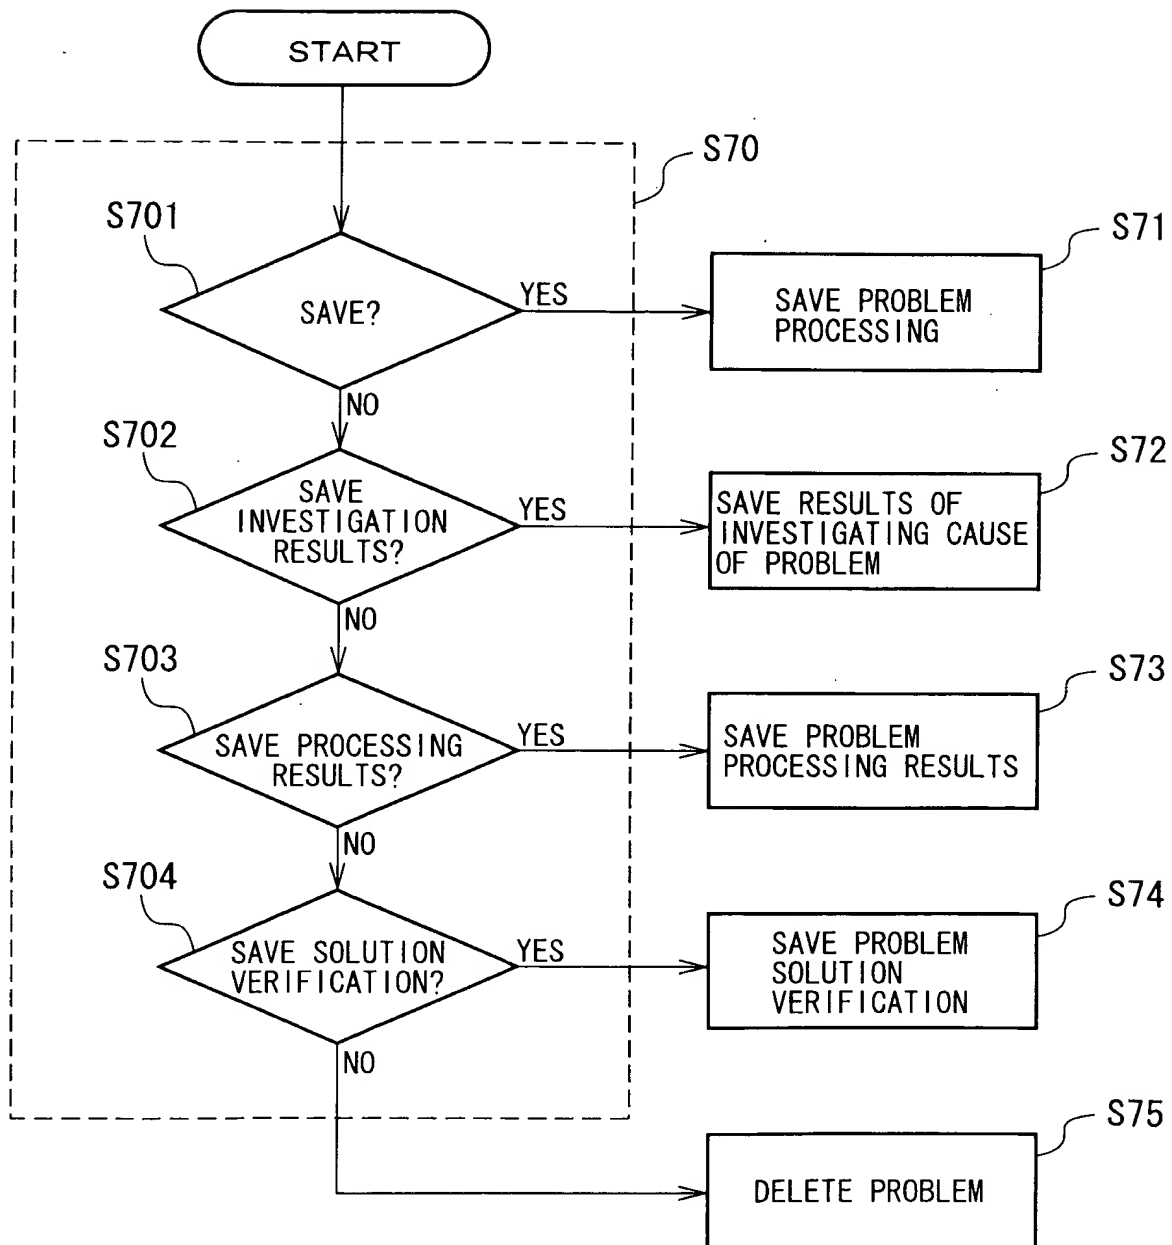 START
S70
S701
SAVE?
YES
S71
SAVE PROBLEM
PROCESSING
NO
S702
SAVE
INVESTIGATION
RESULTS?
YES
S72
SAVE RESULTS OF
INVESTIGATING CAUSE
OF PROBLEM
NO
S703
SAVE PROCESSING
RESULTS?
YES
S73
SAVE PROBLEM
PROCESSING RESULTS
NO
S704
SAVE SOLUTION
VERIFICATION?
YES
S74
SAVE PROBLEM
SOLUTION
VERIFICATION
NO
S75
DELETE PROBLEM